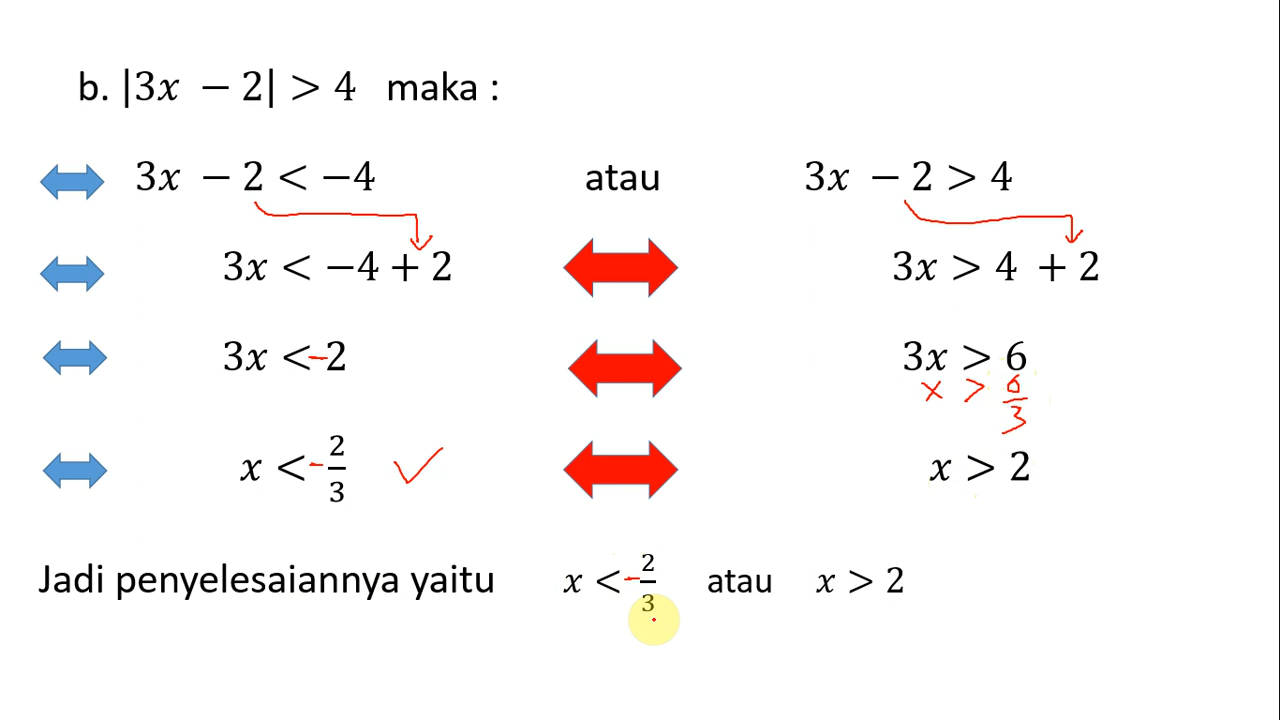 b. |3x − 2| > 4 maka :
3x − 2 < −4 atau 3x − 2 > 4
3x < −4 + 2 3x > 4 + 2
3x < -2 3x > 6
x > 6/3
x < -2/3 x > 2
Jadi penyelesaiannya yaitu x < -2/3 atau x > 2